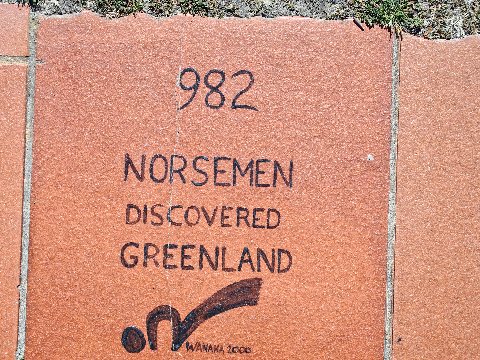 982
NORSEMEN
DISCOVERED
GREENLAND
WANAKA 2000